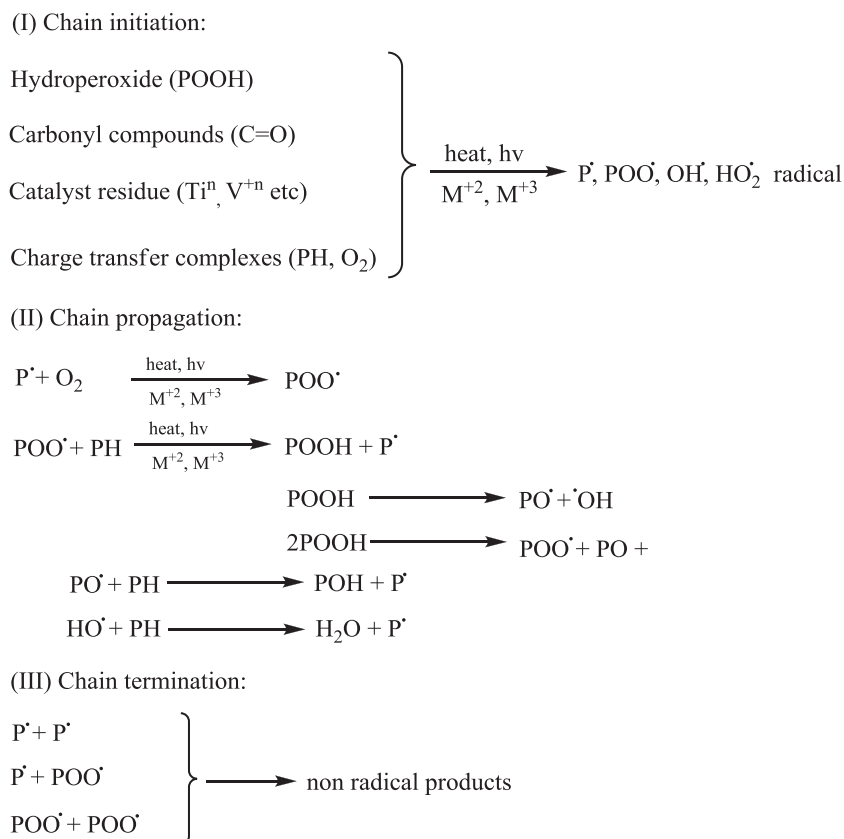 (I) Chain initiation:
Hydroperoxide (POOH)
Carbonyl compounds (C=O)
Catalyst residue (Tiⁿ, V⁺ⁿ etc)
Charge transfer complexes (PH, O₂)
heat, hv
M⁺², M⁺³
P•, POO•, OH•, HO₂• radical
(II) Chain propagation:
P• + O₂ heat, hv POO•
M⁺², M⁺³
POO• + PH heat, hv POOH + P•
M⁺², M⁺³
POOH ⟶ PO• + •OH
2POOH ⟶ POO• + PO +
PO• + PH ⟶ POH + P•
HO• + PH ⟶ H₂O + P•
(III) Chain termination:
P• + P•
P• + POO•
POO• + POO•
⟶ non radical products